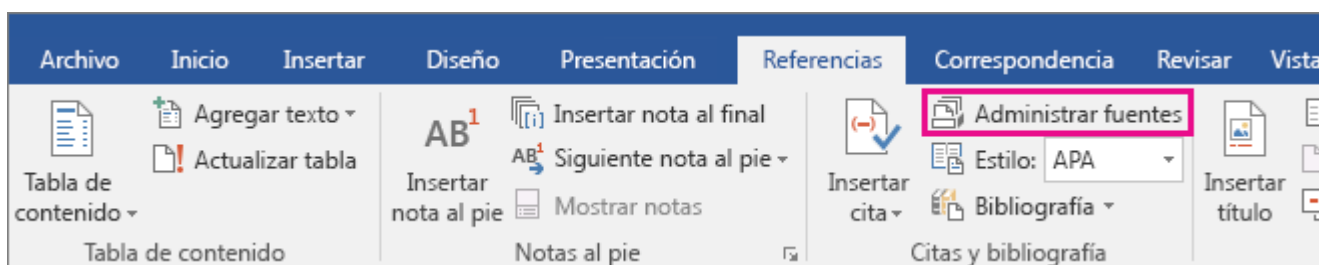 Archivo Inicio Insertar Diseño Presentación Referencias Correspondencia Revisar Vista
Tabla de
contenido
Agregar texto
Actualizar tabla
Tabla de contenido
AB1
Insertar
nota al pie
[i] Insertar nota al final
AB1 Siguiente nota al pie
Mostrar notas
Notas al pie
(-)
Insertar
cita
Administrar fuentes
Estilo: APA
Bibliografía
Citas y bibliografía
Insertar
título